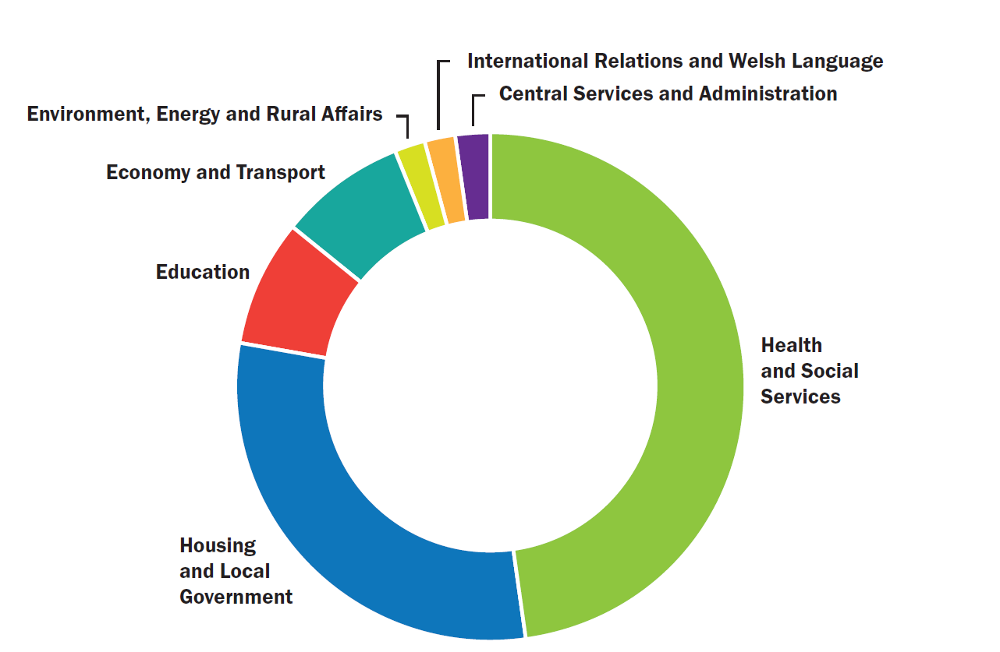 International Relations and Welsh Language
Central Services and Administration
Environment, Energy and Rural Affairs
Economy and Transport
Education
Health
and Social
Services
Housing
and Local
Government